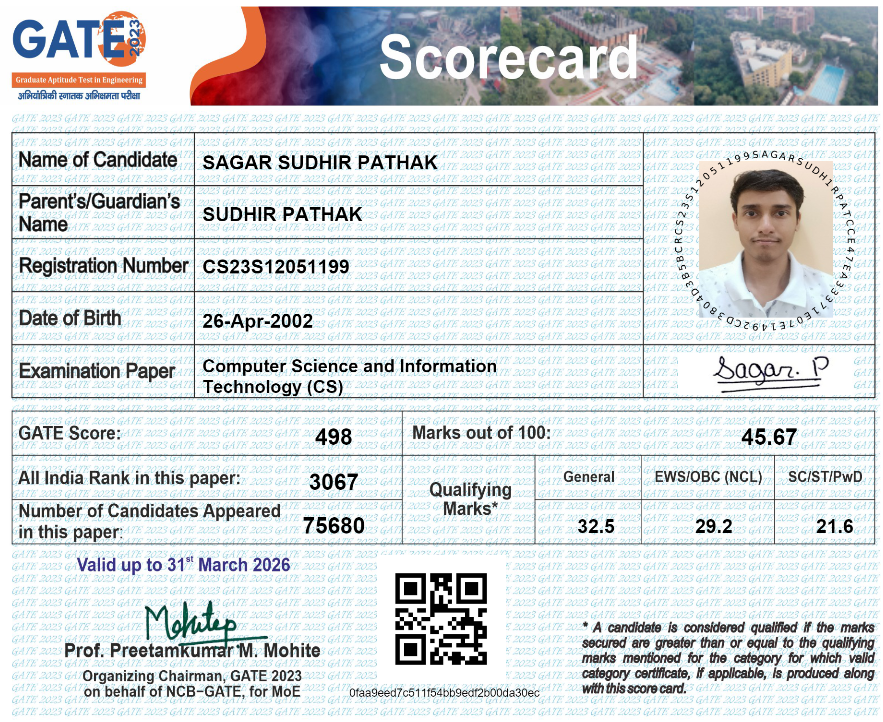 GATE 2023
Graduate Aptitude Test in Engineering
अभियांत्रिकी स्नातक अभिक्षमता परीक्षा
Scorecard
Name of Candidate
SAGAR SUDHIR PATHAK
Parent's/Guardian's
Name
SUDHIR PATHAK
Registration Number
CS23S12051199
Date of Birth
26-Apr-2002
Examination Paper
Computer Science and Information
Technology (CS)
Sagar. P
GATE Score:
498
Marks out of 100:
45.67
All India Rank in this paper:
3067
Number of Candidates Appeared
in this paper:
75680
Qualifying
Marks*
General
EWS/OBC (NCL)
SC/ST/PwD
32.5
29.2
21.6
Valid up to 31st March 2026
Prof. Preetamkumar M. Mohite
Organizing Chairman, GATE 2023
on behalf of NCB−GATE, for MoE
0faa9eed7c511f54bb9edf2b00da30ec
* A candidate is considered qualified if the marks
secured are greater than or equal to the qualifying
marks mentioned for the category for which valid
category certificate, if applicable, is produced along
with this score card.